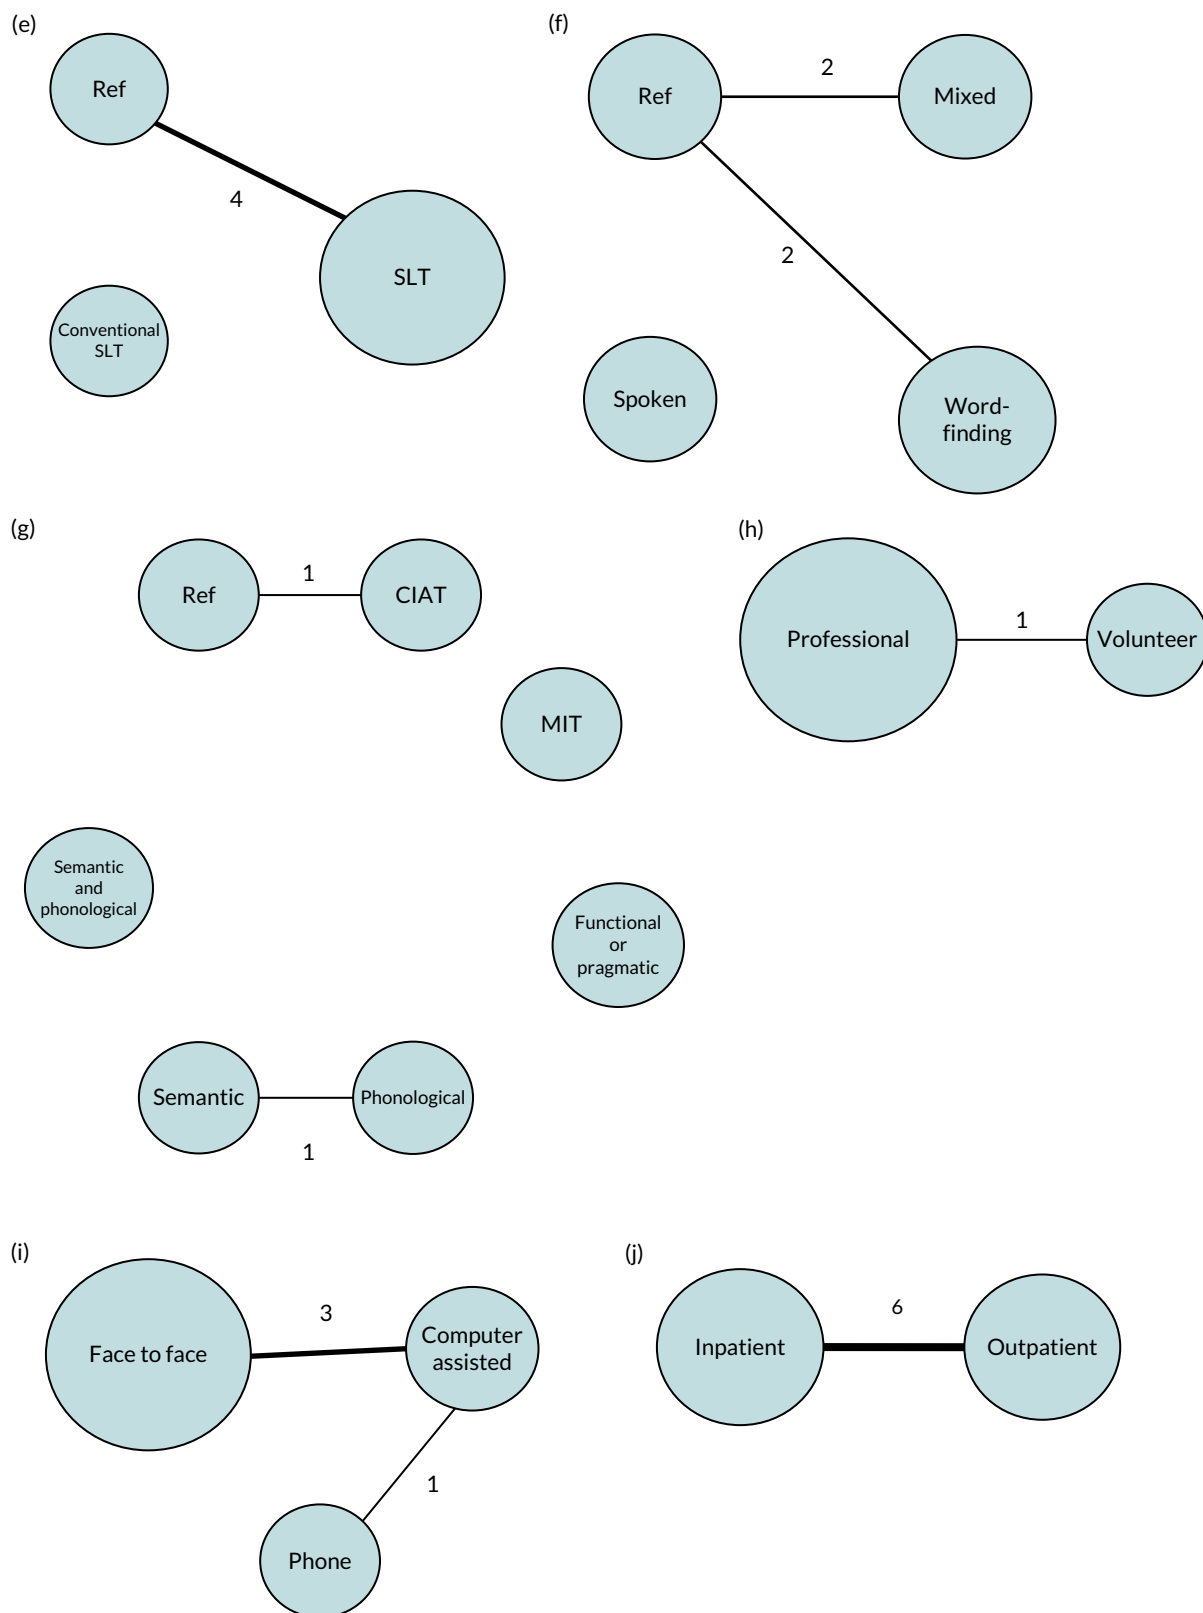 (e)
Ref
4
SLT
Conventional
SLT
(f)
Ref
2
Mixed
2
Spoken
Word-
finding
(g)
Ref
1
CIAT
MIT
Semantic
and
phonological
Functional
or
pragmatic
Semantic
1
Phonological
(h)
Professional
1
Volunteer
(i)
Face to face
3
Computer
assisted
1
Phone
(j)
Inpatient
6
Outpatient